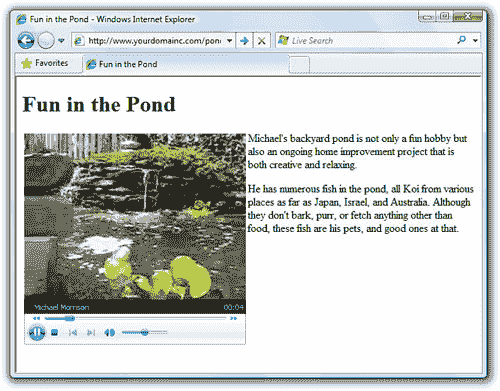 Fun in the Pond - Windows Internet Explorer
http://www.yourdomainc.com/pon
Live Search
Favorites
Fun in the Pond
Fun in the Pond
Michael's backyard pond is not only a fun hobby but
also an ongoing home improvement project that is
both creative and relaxing.
He has numerous fish in the pond, all Koi from various
places as far as Japan, Israel, and Australia. Although
they don't bark, purr, or fetch anything other than
food, these fish are his pets, and good ones at that.
Michael Morrison
00:04